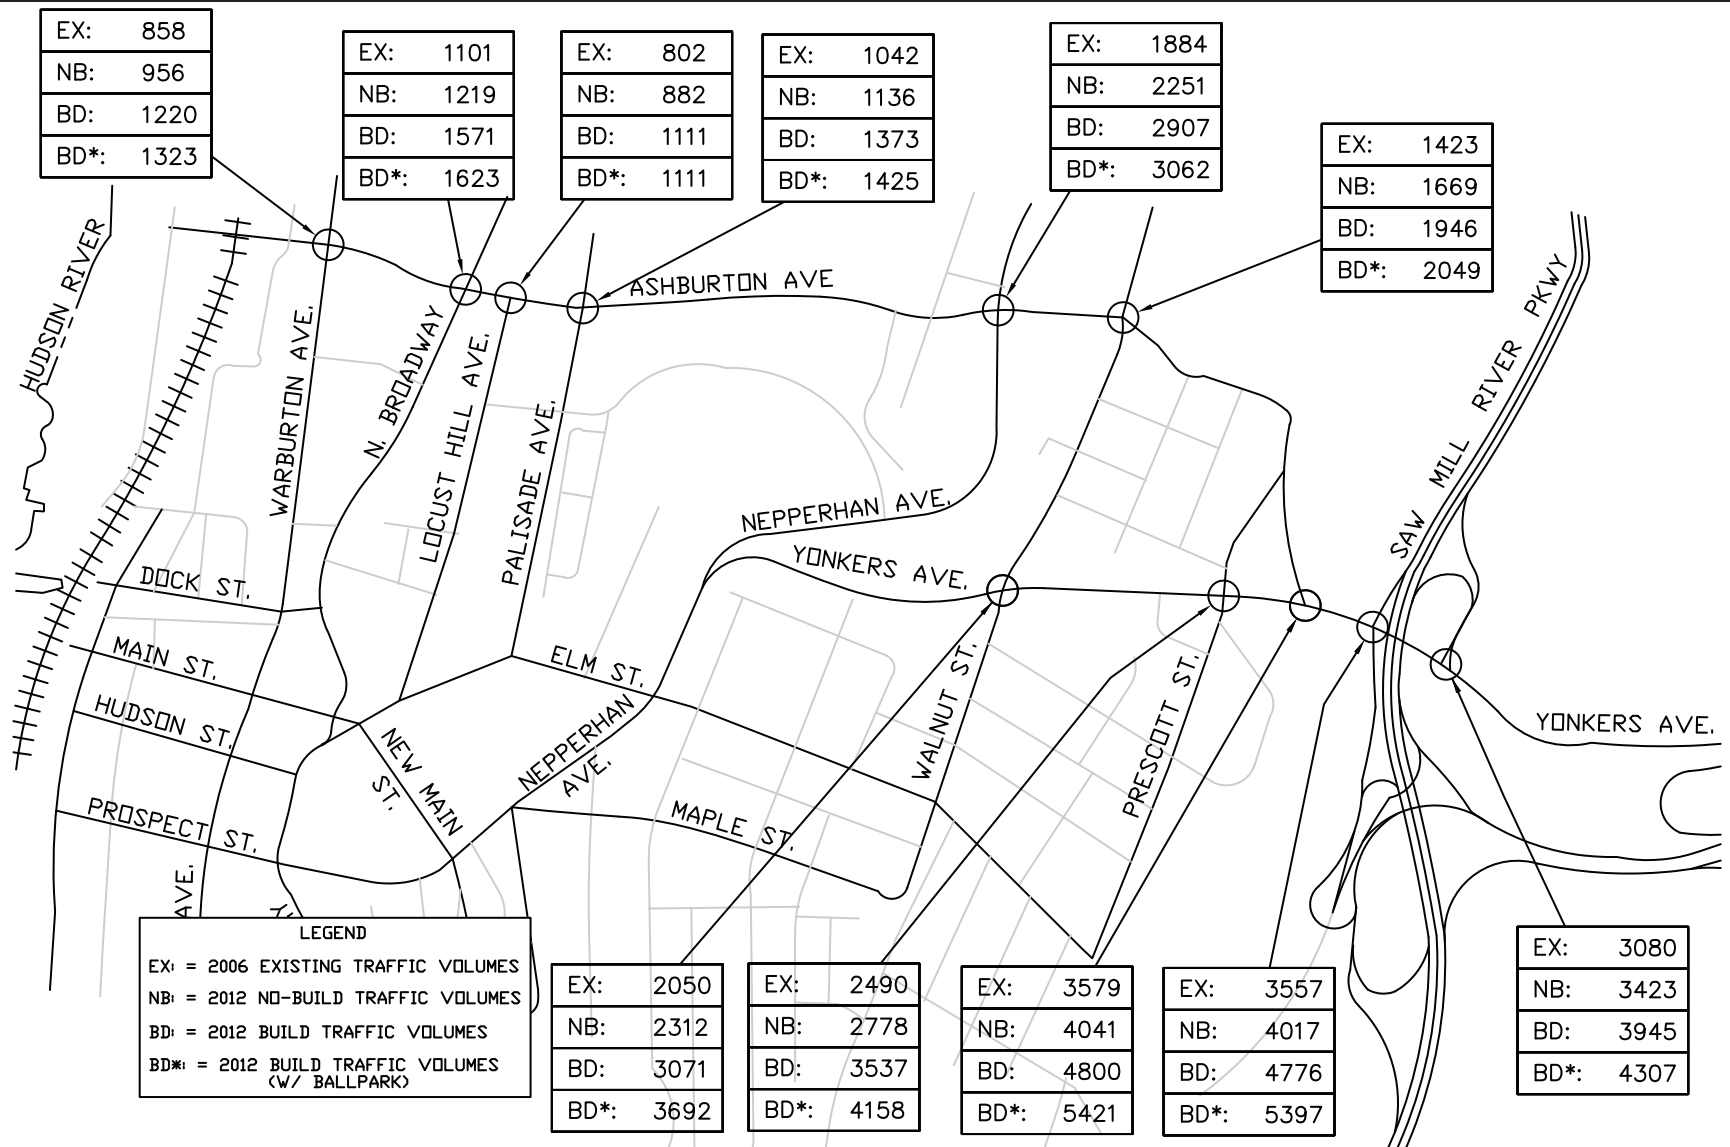 EX: 858
NB: 956
BD: 1220
BD*: 1323
EX: 1101
NB: 1219
BD: 1571
BD*: 1623
EX: 802
NB: 882
BD: 1111
BD*: 1111
EX: 1042
NB: 1136
BD: 1373
BD*: 1425
EX: 1884
NB: 2251
BD: 2907
BD*: 3062
EX: 1423
NB: 1669
BD: 1946
BD*: 2049
HUDSON RIVER
WARBURTON AVE.
N. BROADWAY
LOCUST HILL AVE.
PALISADE AVE.
ASHBURTON AVE
NEPPERHAN AVE.
YONKERS AVE.
SAW MILL RIVER PKWY
DOCK ST.
MAIN ST.
HUDSON ST.
PROSPECT ST.
NEW MAIN
ST.
ELM ST.
NEPPERHAN
AVE.
MAPLE ST.
WALNUT ST.
PRESCOTT ST.
YONKERS AVE.
AVE.
LEGEND
EX: = 2006 EXISTING TRAFFIC VOLUMES
NB: = 2012 NO-BUILD TRAFFIC VOLUMES
BD: = 2012 BUILD TRAFFIC VOLUMES
BD*: = 2012 BUILD TRAFFIC VOLUMES
(W/ BALLPARK)
EX: 2050
NB: 2312
BD: 3071
BD*: 3692
EX: 2490
NB: 2778
BD: 3537
BD*: 4158
EX: 3579
NB: 4041
BD: 4800
BD*: 5421
EX: 3557
NB: 4017
BD: 4776
BD*: 5397
EX: 3080
NB: 3423
BD: 3945
BD*: 4307